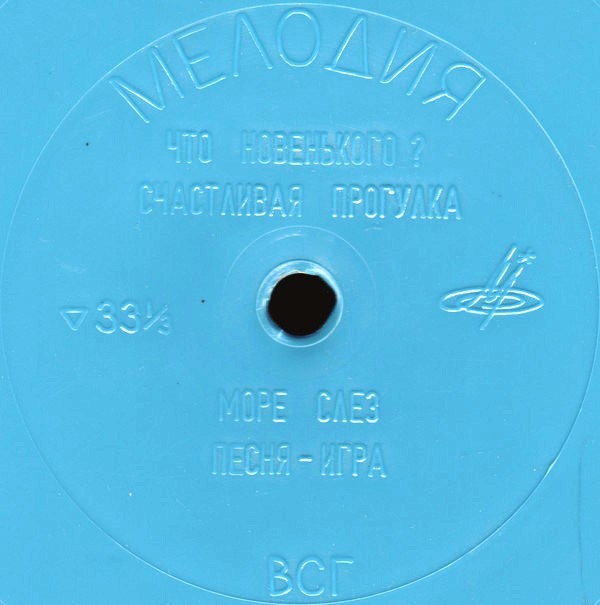 МЕЛОДИЯ
ЧТО НОВЕНЬКОГО?
СЧАСТЛИВАЯ ПРОГУЛКА
▽ 33⅓
МОРЕ СЛЕЗ
ПЕСНЯ - ИГРА
ВСГ